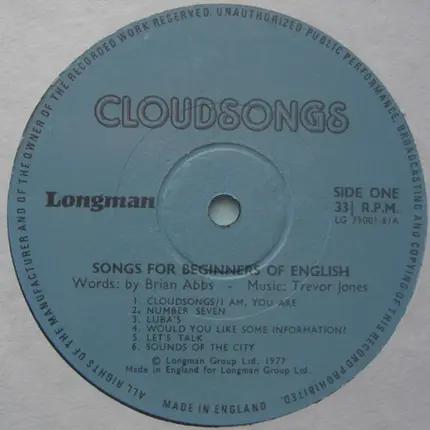 ALL RIGHTS OF THE MANUFACTURER AND OF THE OWNER OF THE RECORDED WORK RESERVED. UNAUTHORIZED PUBLIC PERFORMANCE, BROADCASTING AND COPYING OF THIS RECORD PROHIBITED.
CLOUDSONGS
Longman
SIDE ONE
33⅓ R.P.M.
SONGS FOR BEGINNERS OF ENGLISH
Words: by Brian Abbs - Music: Trevor Jones
1. CLOUDSONGS/I AM, YOU ARE
2. NUMBER SEVEN
3. LUBA'S
4. WOULD YOU LIKE SOME INFORMATION?
5. LET'S TALK
6. SOUNDS OF THE CITY
© Longman Group Ltd, 1977
Made in England for Longman Group Ltd.
MADE IN ENGLAND